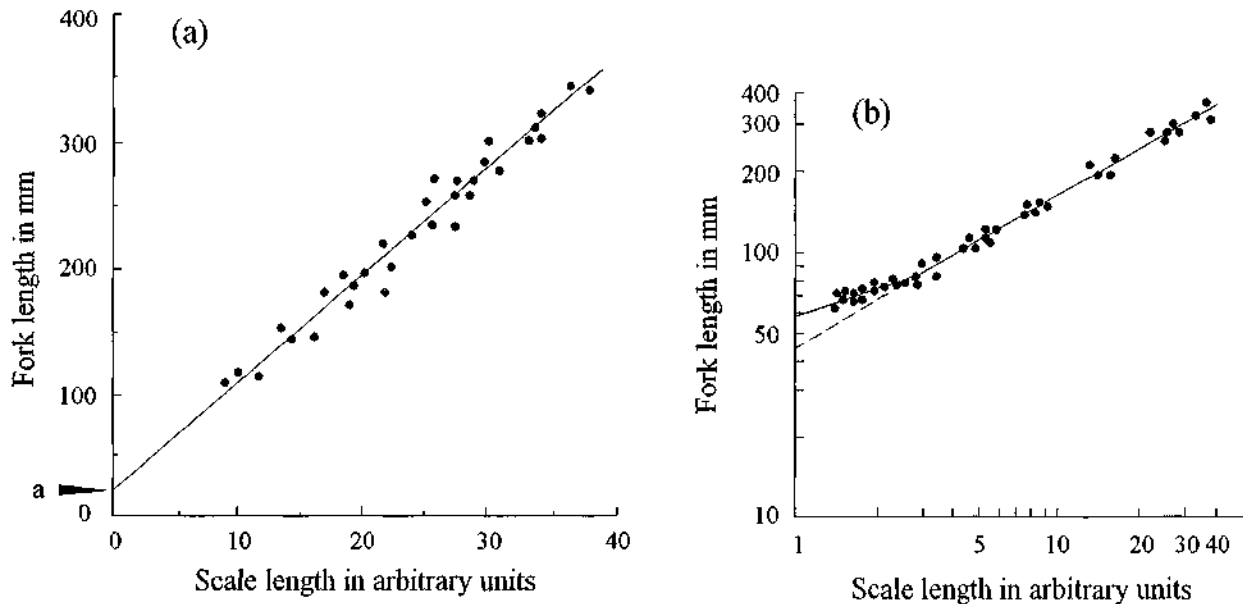 (a)
400
300
200
100
a
0
Fork length in mm
0 10 20 30 40
Scale length in arbitrary units
(b)
400
300
200
100
50
10
Fork length in mm
1 5 10 20 30 40
Scale length in arbitrary units